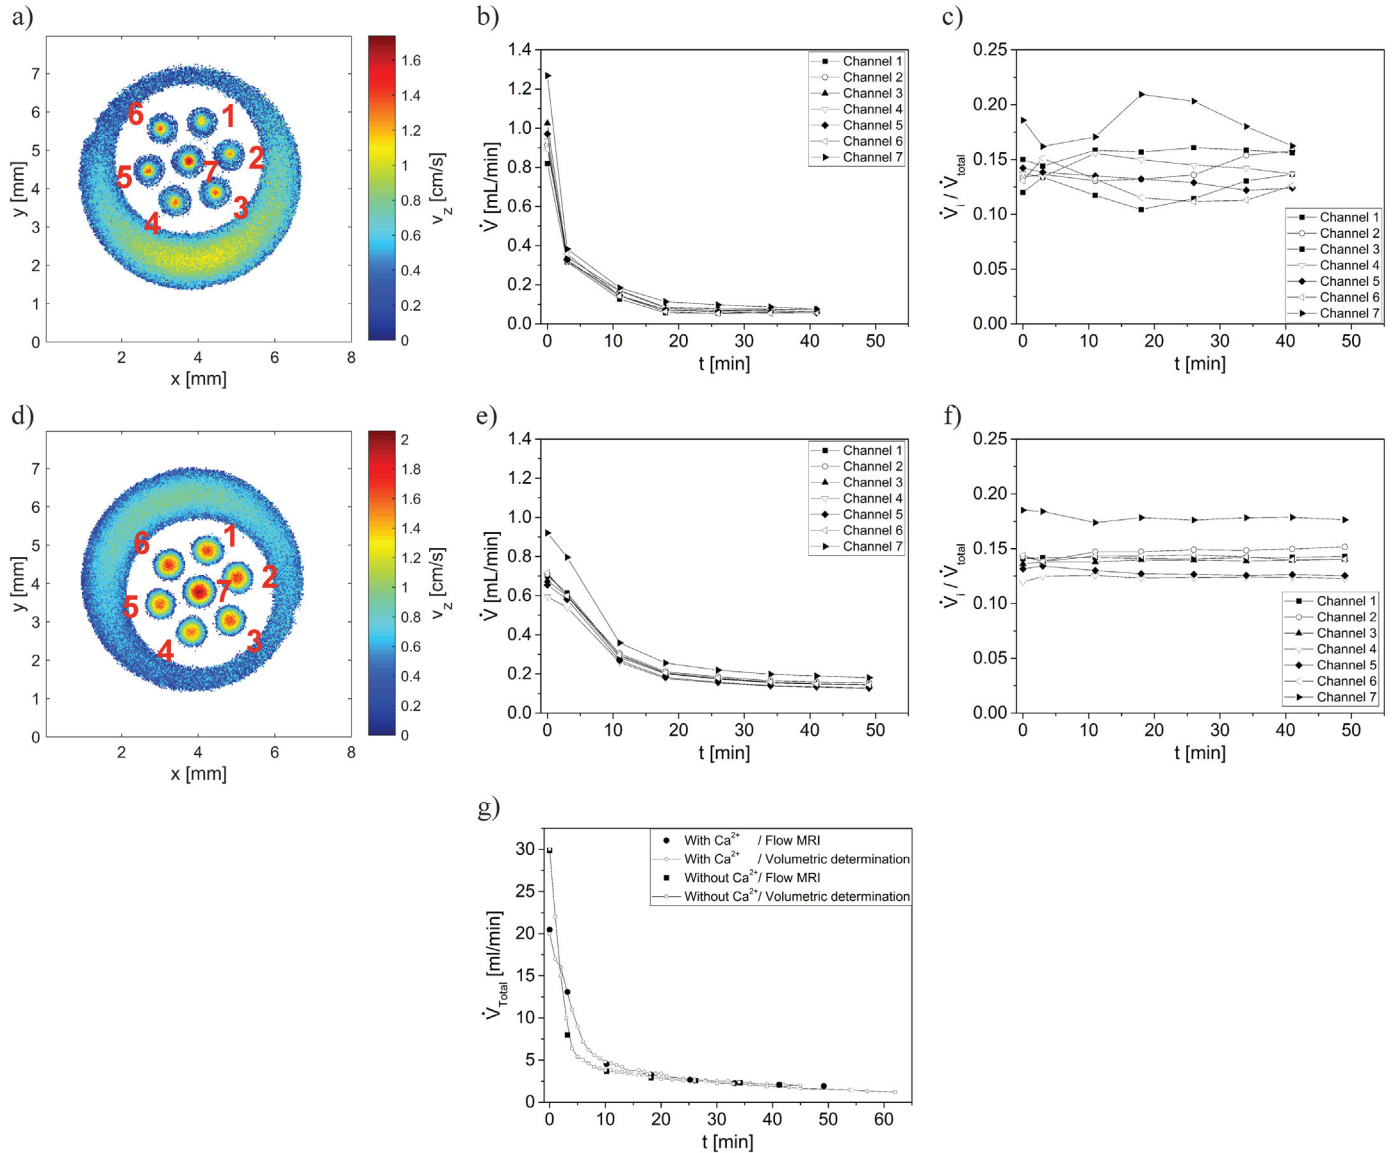 a)
8
7
6
5
4
3
2
1
0
y [mm]
2
4
6
8
x [mm]
6
1
5
2
7
4
3
1.6
1.4
1.2
1
0.8
0.6
0.4
0.2
0
v_z [cm/s]
b)
1.4
1.2
1.0
0.8
0.6
0.4
0.2
0.0
V̇ [mL/min]
0 10 20 30 40 50
t [min]
Channel 1
Channel 2
Channel 3
Channel 4
Channel 5
Channel 6
Channel 7
c)
0.25
0.20
0.15
0.10
0.05
0.00
V̇i / V̇total
0 10 20 30 40 50
t [min]
Channel 1
Channel 2
Channel 3
Channel 4
Channel 5
Channel 6
Channel 7
d)
8
7
6
5
4
3
2
1
0
y [mm]
2
4
6
8
x [mm]
1
6
2
7
5
3
4
2
1.8
1.6
1.4
1.2
1
0.8
0.6
0.4
0.2
0
v_z [cm/s]
e)
1.4
1.2
1.0
0.8
0.6
0.4
0.2
0.0
V̇ [mL/min]
0 10 20 30 40 50
t [min]
Channel 1
Channel 2
Channel 3
Channel 4
Channel 5
Channel 6
Channel 7
f)
0.25
0.20
0.15
0.10
0.05
0.00
V̇i / V̇total
0 10 20 30 40 50
t [min]
Channel 1
Channel 2
Channel 3
Channel 4
Channel 5
Channel 6
Channel 7
g)
30
25
20
15
10
5
0
V̇Total [ml/min]
0 10 20 30 40 50 60
t [min]
With Ca²⁺ / Flow MRI
With Ca²⁺ / Volumetric determination
Without Ca²⁺/ Flow MRI
Without Ca²⁺/ Volumetric determination